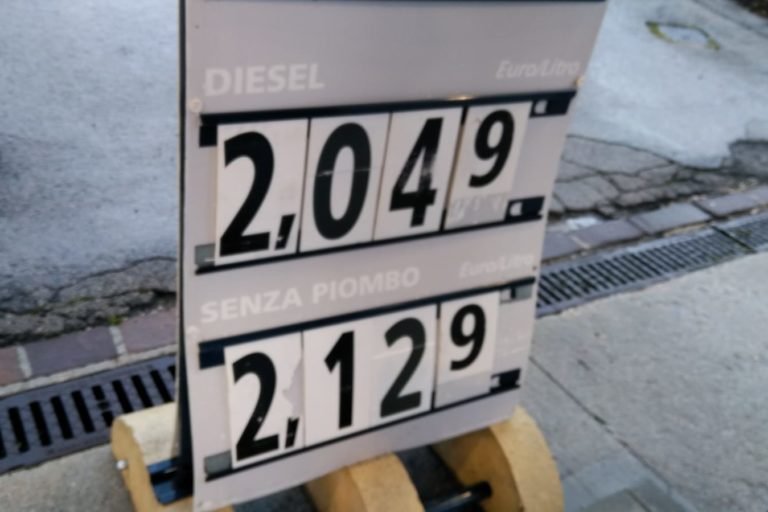 DIESEL Euro/Litro
2,049
SENZA PIOMBO Euro/Litro
2,129